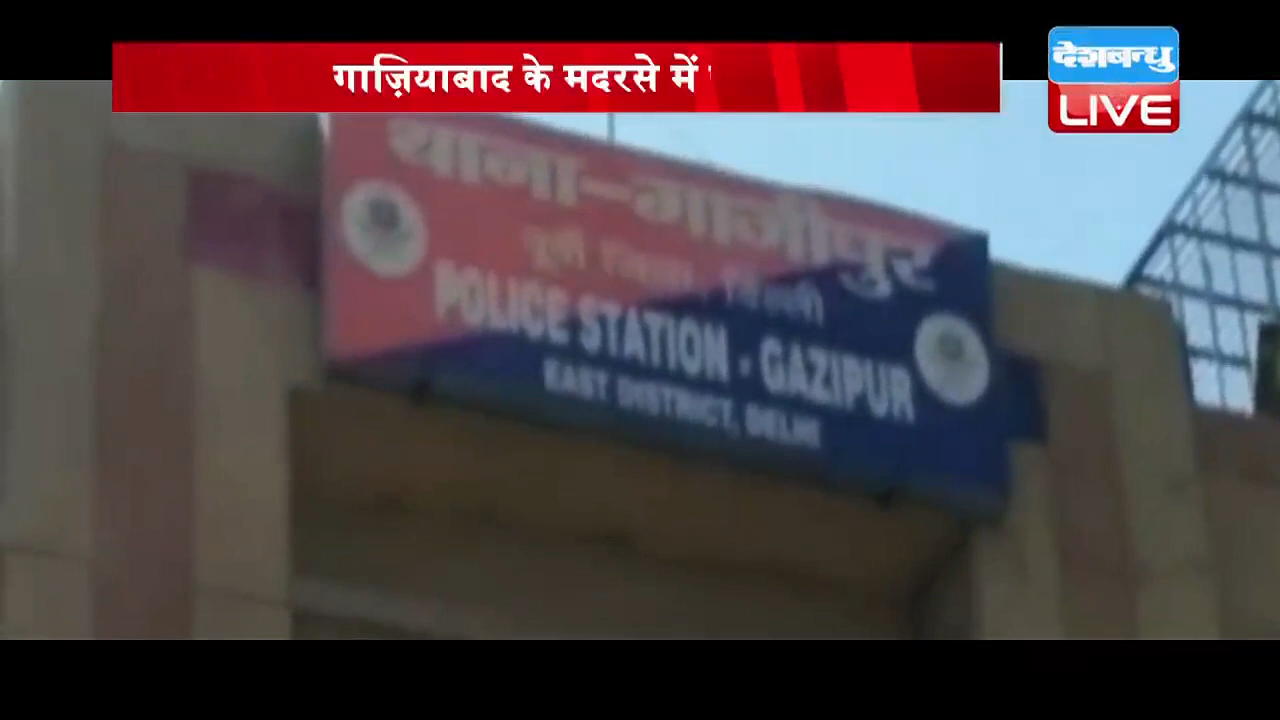 गाज़ियाबाद के मदरसे में
देशबन्धु
LIVE
थाना-गाजीपुर
पूर्वी जिला, दिल्ली
POLICE STATION - GAZIPUR
EAST DISTRICT, DELHI